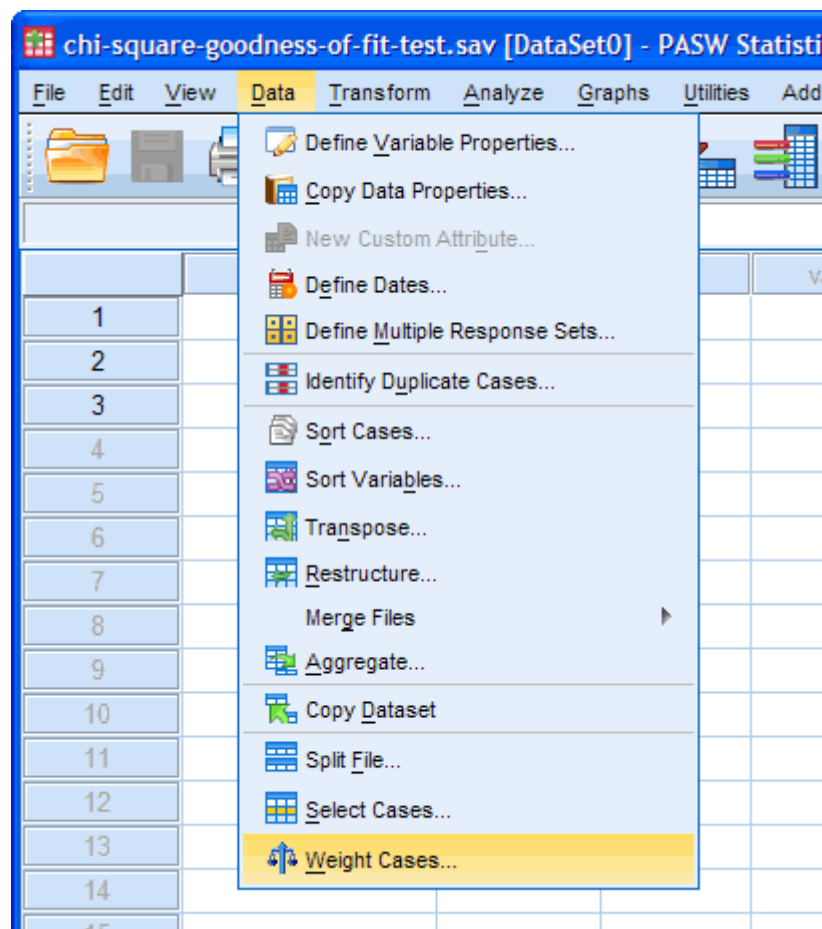 chi-square-goodness-of-fit-test.sav [DataSet0] - PASW Statisti
File Edit View Data Transform Analyze Graphs Utilities Add
Define Variable Properties...
Copy Data Properties...
New Custom Attribute...
Define Dates...
Define Multiple Response Sets...
Identify Duplicate Cases...
Sort Cases...
Sort Variables...
Transpose...
Restructure...
Merge Files
Aggregate...
Copy Dataset
Split File...
Select Cases...
Weight Cases...
1
2
3
4
5
6
7
8
9
10
11
12
13
14
15